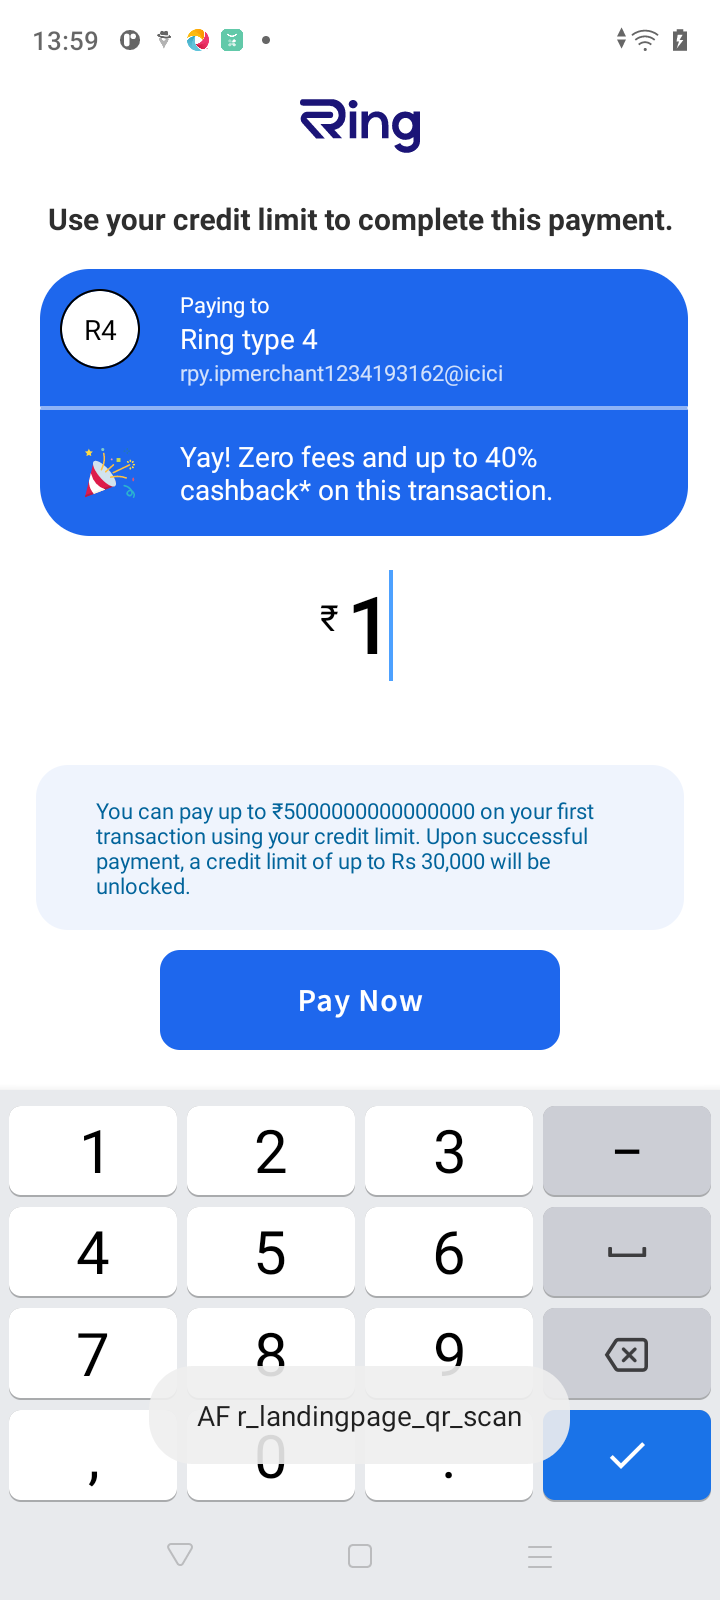 13:59
Ring
Use your credit limit to complete this payment.
R4
Paying to
Ring type 4
rpy.ipmerchant1234193162@icici
Yay! Zero fees and up to 40%
cashback* on this transaction.
₹1
You can pay up to ₹5000000000000000 on your first
transaction using your credit limit. Upon successful
payment, a credit limit of up to Rs 30,000 will be
unlocked.
Pay Now
1 2 3 –
4 5 6
7 8 9
AF r_landingpage_qr_scan
, 0 .